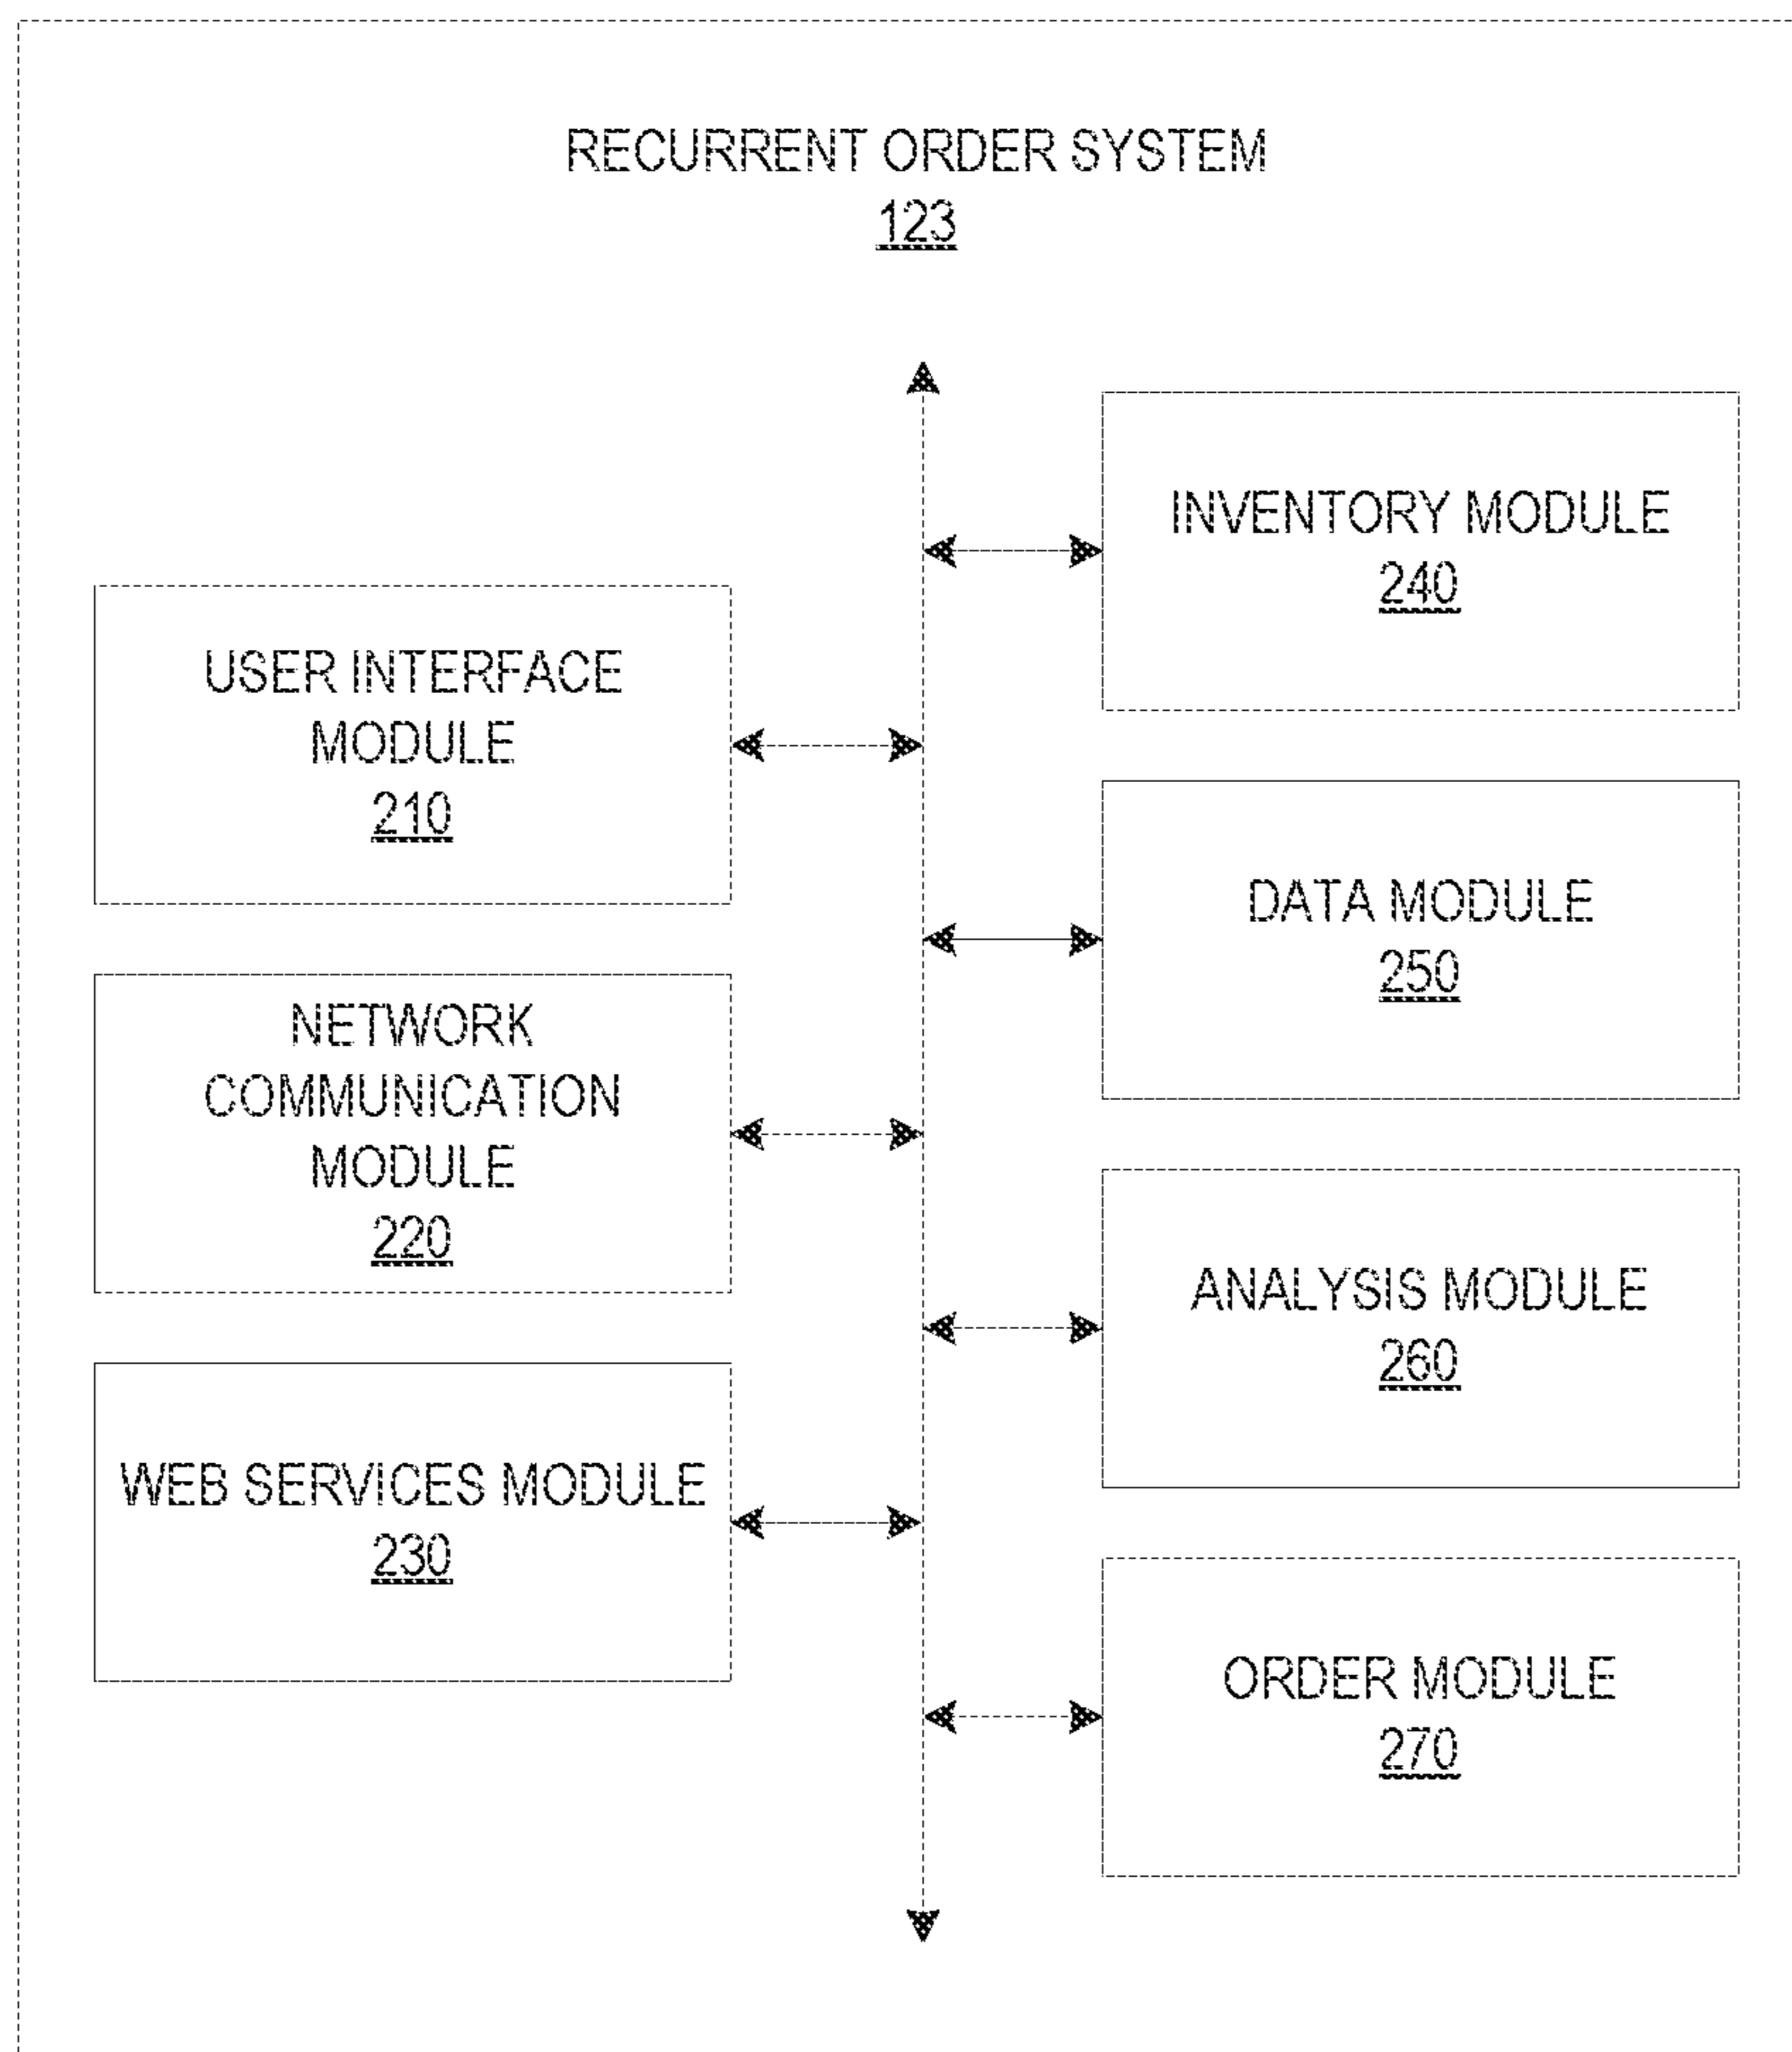 RECURRENT ORDER SYSTEM
123
USER INTERFACE
MODULE
210
NETWORK
COMMUNICATION
MODULE
220
WEB SERVICES MODULE
230
INVENTORY MODULE
240
DATA MODULE
250
ANALYSIS MODULE
260
ORDER MODULE
270